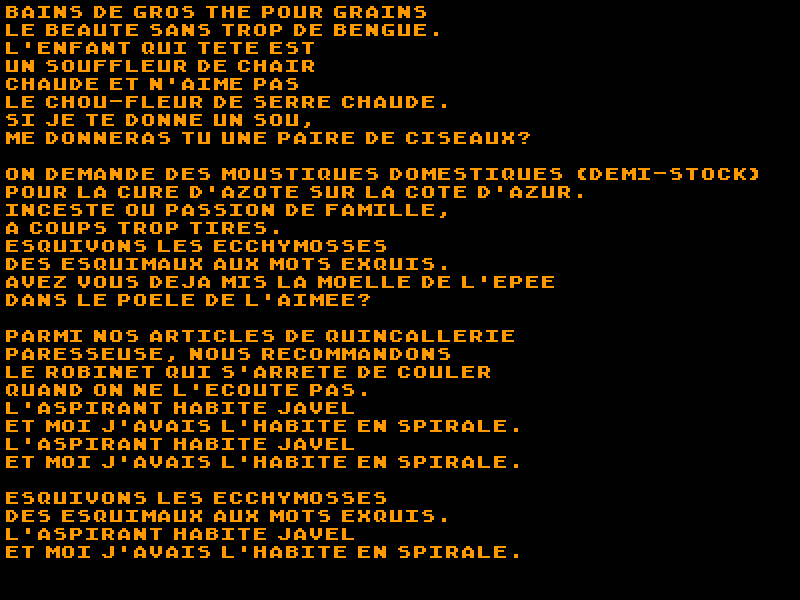 BAINS DE GROS THE POUR GRAINS
LE BEAUTE SANS TROP DE BENGUE.
L'ENFANT QUI TETE EST
UN SOUFFLEUR DE CHAIR
CHAUDE ET N'AIME PAS
LE CHOU-FLEUR DE SERRE CHAUDE.
SI JE TE DONNE UN SOU,
ME DONNERAS TU UNE PAIRE DE CISEAUX?

ON DEMANDE DES MOUSTIQUES DOMESTIQUES (DEMI-STOCK)
POUR LA CURE D'AZOTE SUR LA COTE D'AZUR.
INCESTE OU PASSION DE FAMILLE,
A COUPS TROP TIRES.
ESQUIVONS LES ECCHYMOSSES
DES ESQUIMAUX AUX MOTS EXQUIS.
AVEZ VOUS DEJA MIS LA MOELLE DE L'EPEE
DANS LE POELE DE L'AIMEE?

PARMI NOS ARTICLES DE QUINCALLERIE
PARESSEUSE, NOUS RECOMMANDONS
LE ROBINET QUI S'ARRETE DE COULER
QUAND ON NE L'ECOUTE PAS.
L'ASPIRANT HABITE JAVEL
ET MOI J'AVAIS L'HABITE EN SPIRALE.
L'ASPIRANT HABITE JAVEL
ET MOI J'AVAIS L'HABITE EN SPIRALE.

ESQUIVONS LES ECCHYMOSSES
DES ESQUIMAUX AUX MOTS EXQUIS.
L'ASPIRANT HABITE JAVEL
ET MOI J'AVAIS L'HABITE EN SPIRALE.